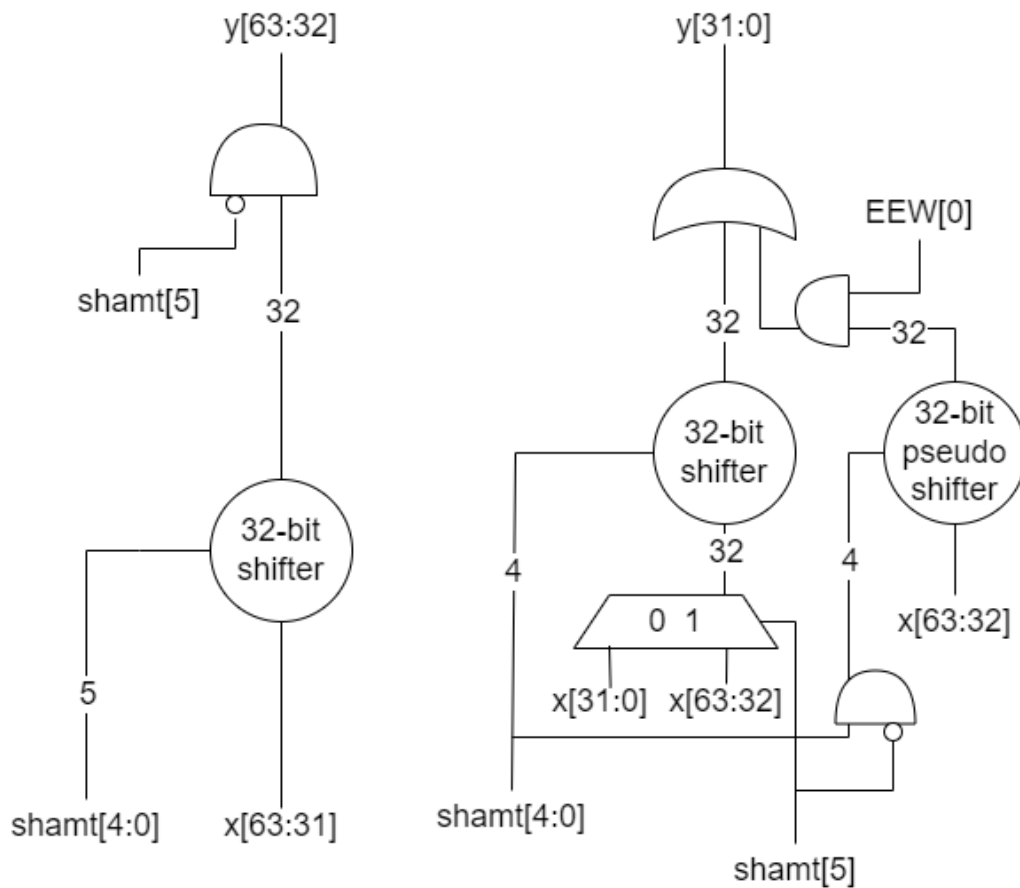 y[63:32]
y[31:0]
EEW[0]
shamt[5]
32
32
32
32-bit
shifter
32-bit
pseudo
shifter
32-bit
shifter
32
4
4
0 1
x[63:32]
5
x[31:0]
x[63:32]
shamt[4:0]
x[63:31]
shamt[4:0]
shamt[5]